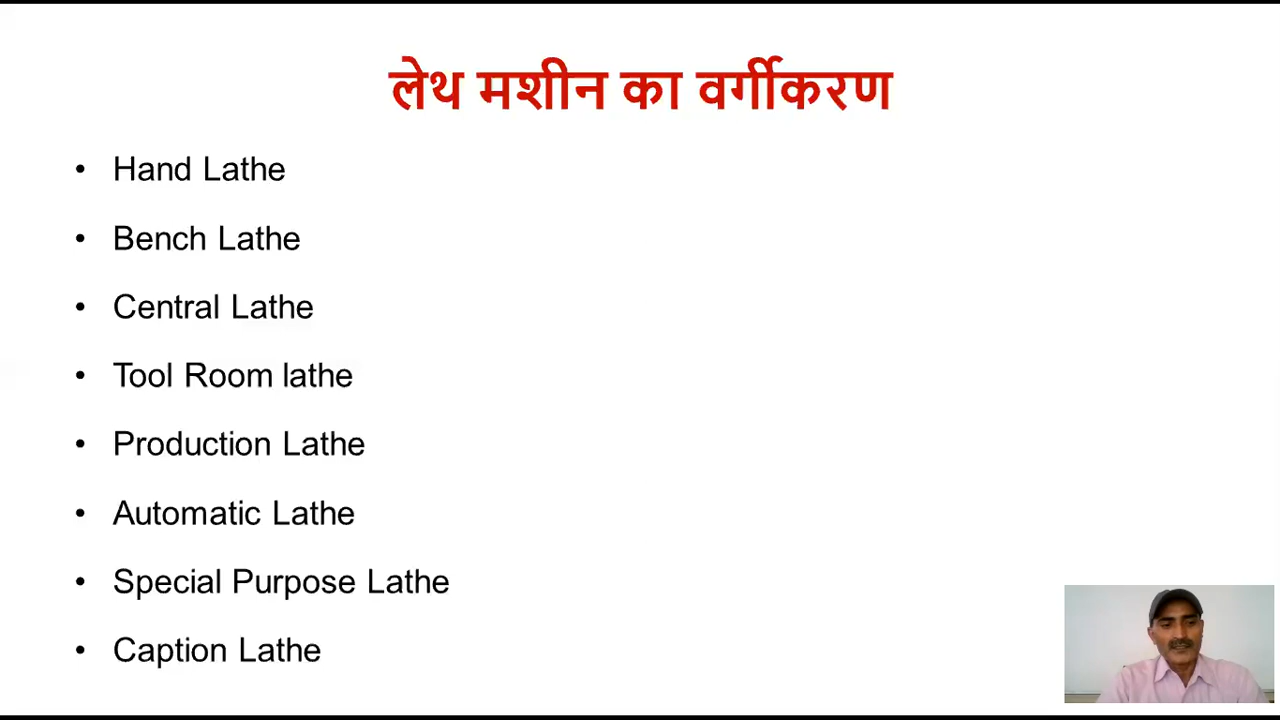 लेथ मशीन का वर्गीकरण
• Hand Lathe
• Bench Lathe
• Central Lathe
• Tool Room lathe
• Production Lathe
• Automatic Lathe
• Special Purpose Lathe
• Caption Lathe